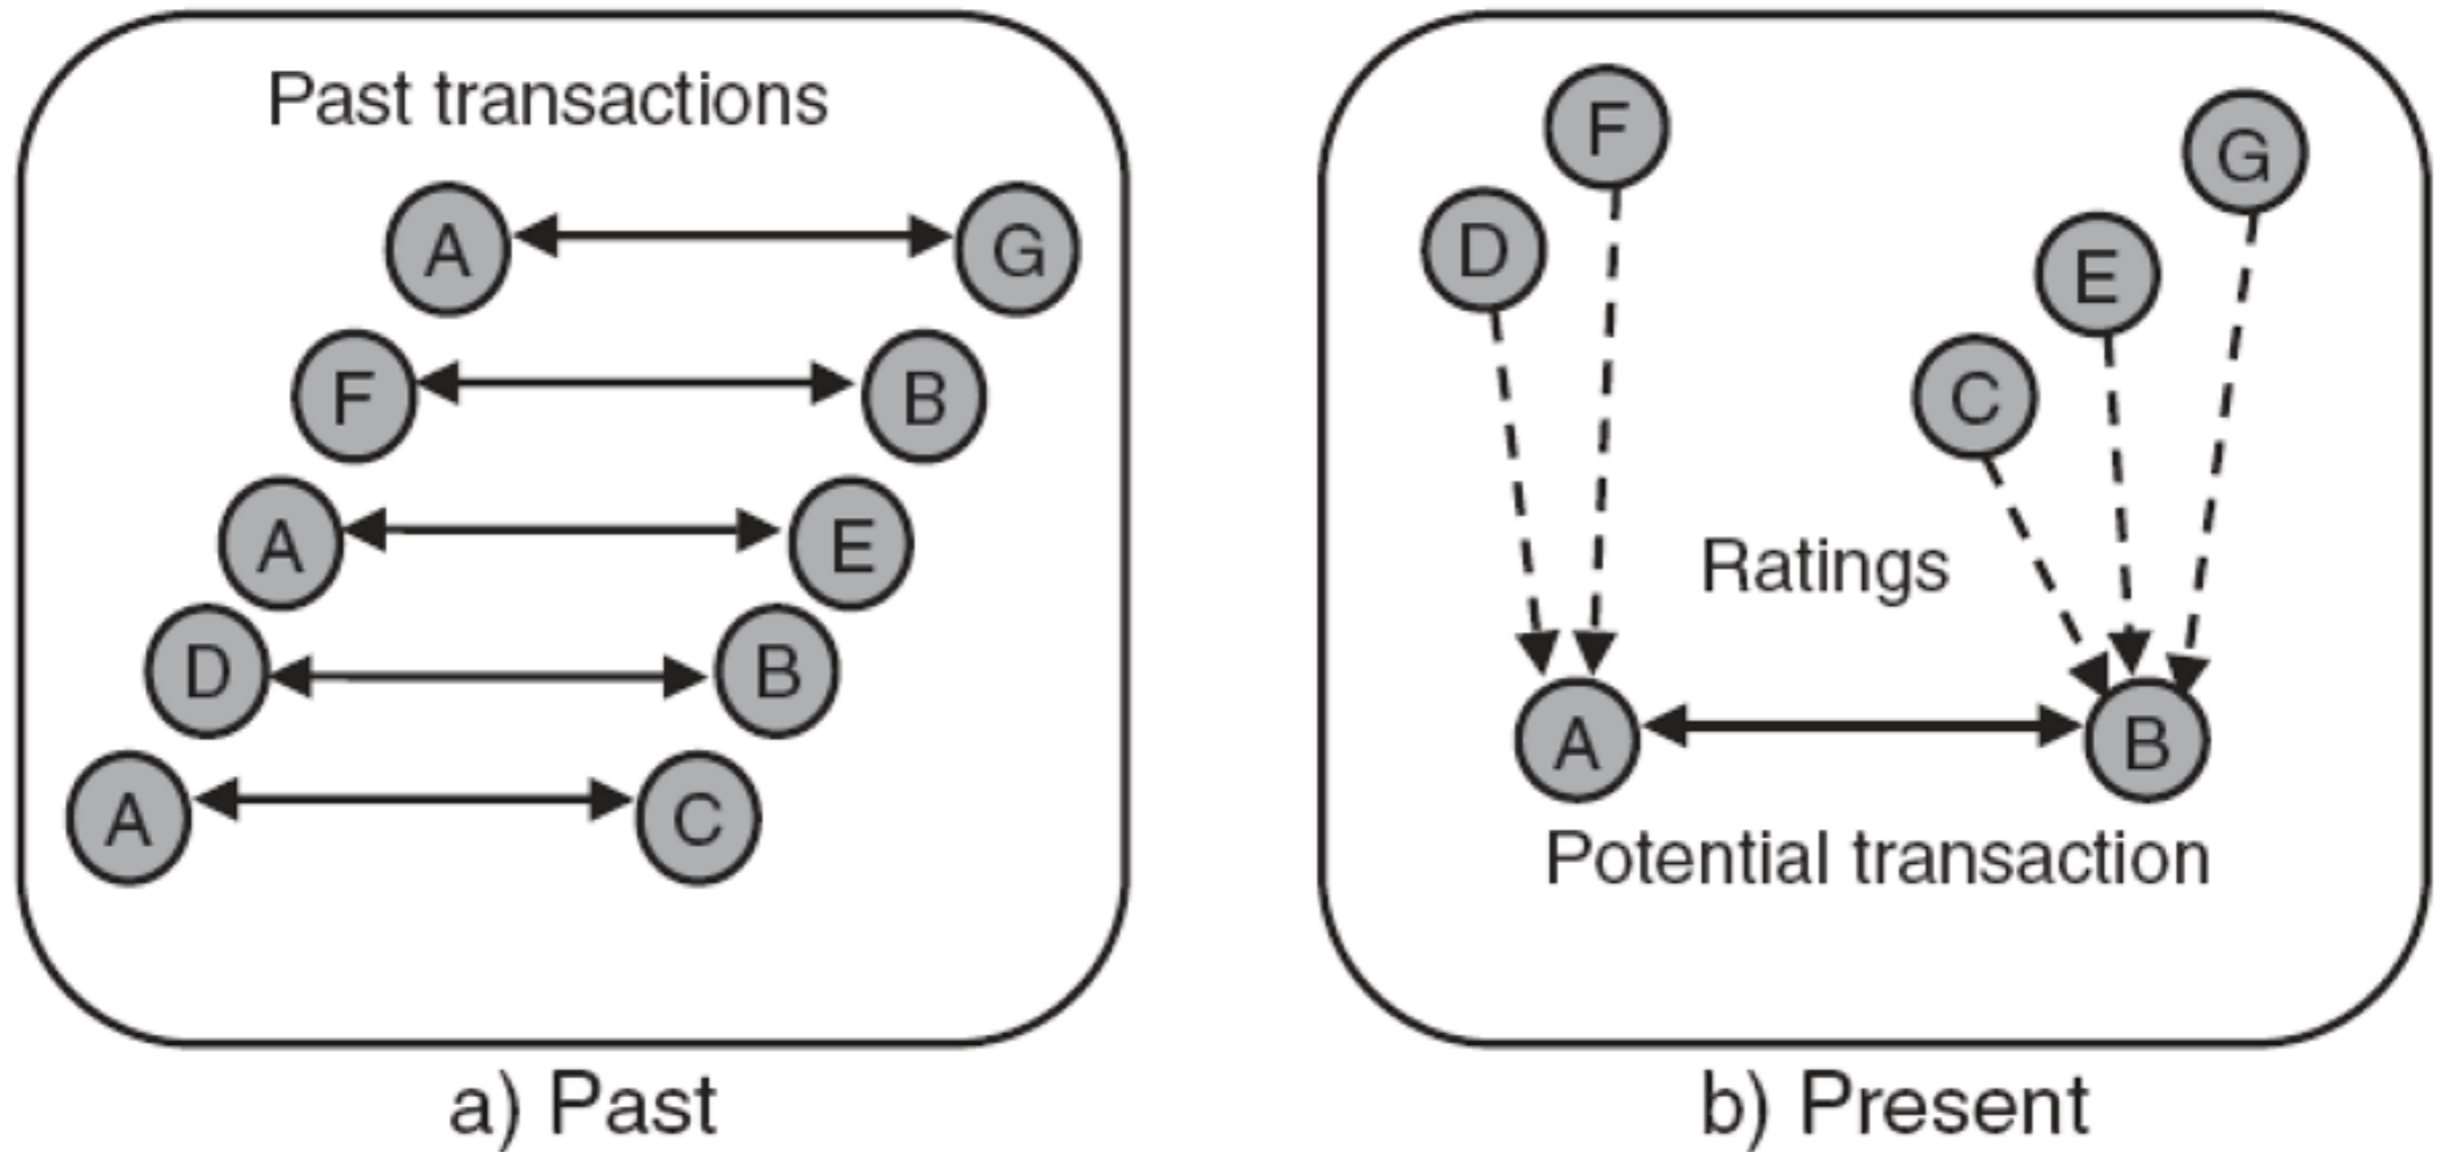 Past transactions
A G
F B
A E
D B
A C
a) Past
F
G
D
E
C
Ratings
A B
Potential transaction
b) Present